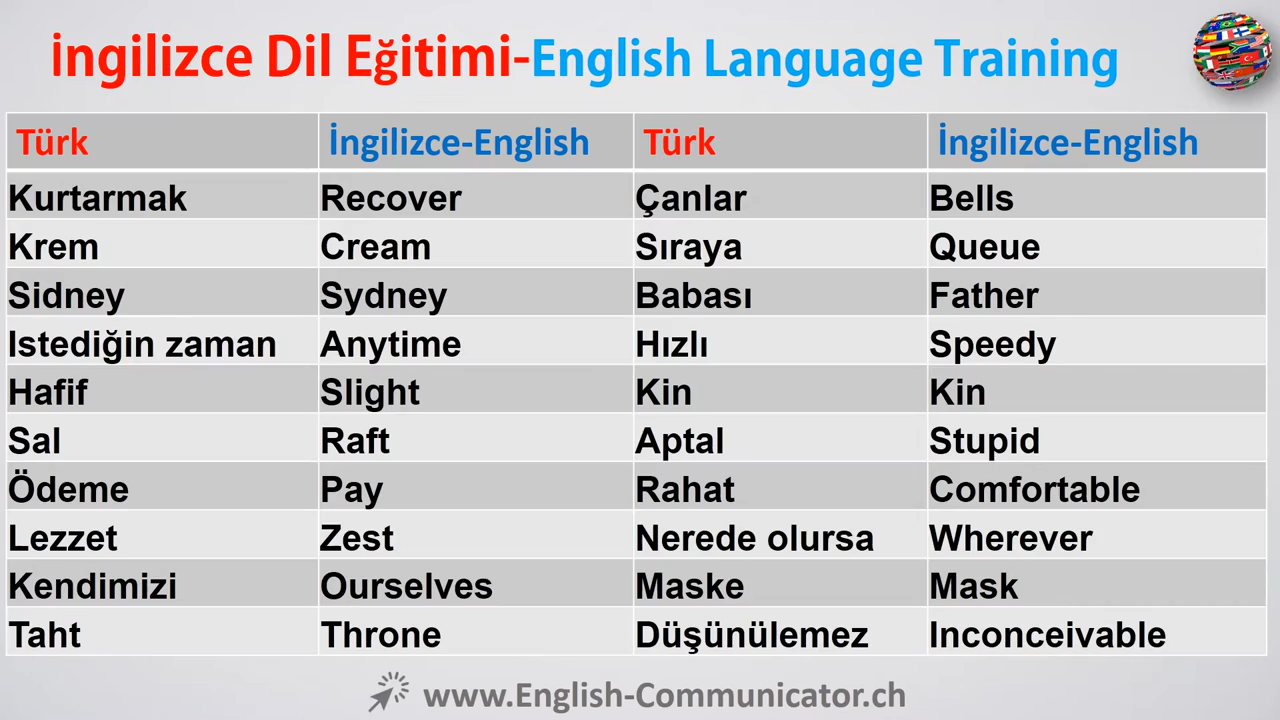 İngilizce Dil Eğitimi-English Language Training
Türk İngilizce-English Türk İngilizce-English
Kurtarmak Recover Çanlar Bells
Krem Cream Sıraya Queue
Sidney Sydney Babası Father
Istediğin zaman Anytime Hızlı Speedy
Hafif Slight Kin Kin
Sal Raft Aptal Stupid
Ödeme Pay Rahat Comfortable
Lezzet Zest Nerede olursa Wherever
Kendimizi Ourselves Maske Mask
Taht Throne Düşünülemez Inconceivable
www.English-Communicator.ch